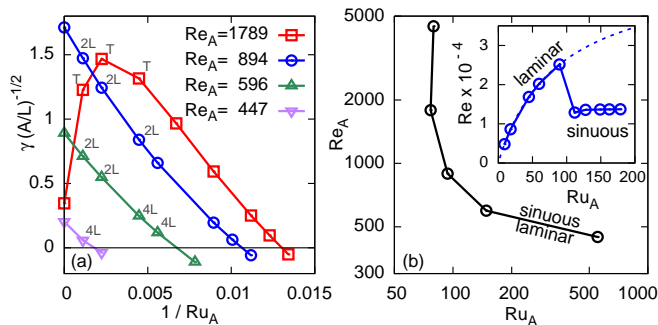 (a)
γ (A/L)^-1/2
1.5
1
0.5
0
0
0.005
0.01
0.015
1 / Ru_A
Re_A=1789
Re_A= 894
Re_A= 596
Re_A= 447
2L
T
T
2L
2L
2L
2L
4L
4L
4L
(b)
Re_A
5000
2000
1000
500
300
50
100
200
500
1000
Ru_A
sinuous
laminar
Re x 10^-4
3
2
1
0
0
50
100
150
200
Ru_A
laminar
sinuous